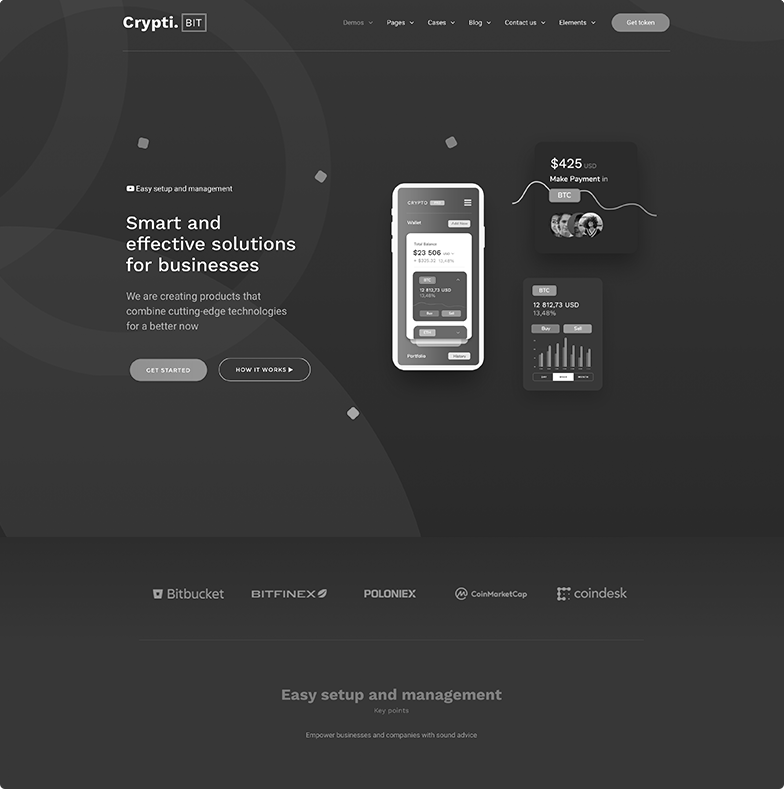 Crypti. BIT
Demos Pages Cases Blog Contact us Elements Get token
Easy setup and management
Smart and
effective solutions
for businesses
We are creating products that
combine cutting-edge technologies
for a better now
GET STARTED HOW IT WORKS
CRYPTO
Wallet
Total Balance
$23 506 USD
+ $325,32 13,48%
BTC
12 812,73 USD
13,48%
Buy Sell
ETH
Portfolio History
$425 USD
Make Payment in
BTC
BTC
12 812,73 USD
13,48%
Buy Sell
Bitbucket BITFINEX POLONIEX CoinMarketCap coindesk
Easy setup and management
Key points
Empower businesses and companies with sound advice